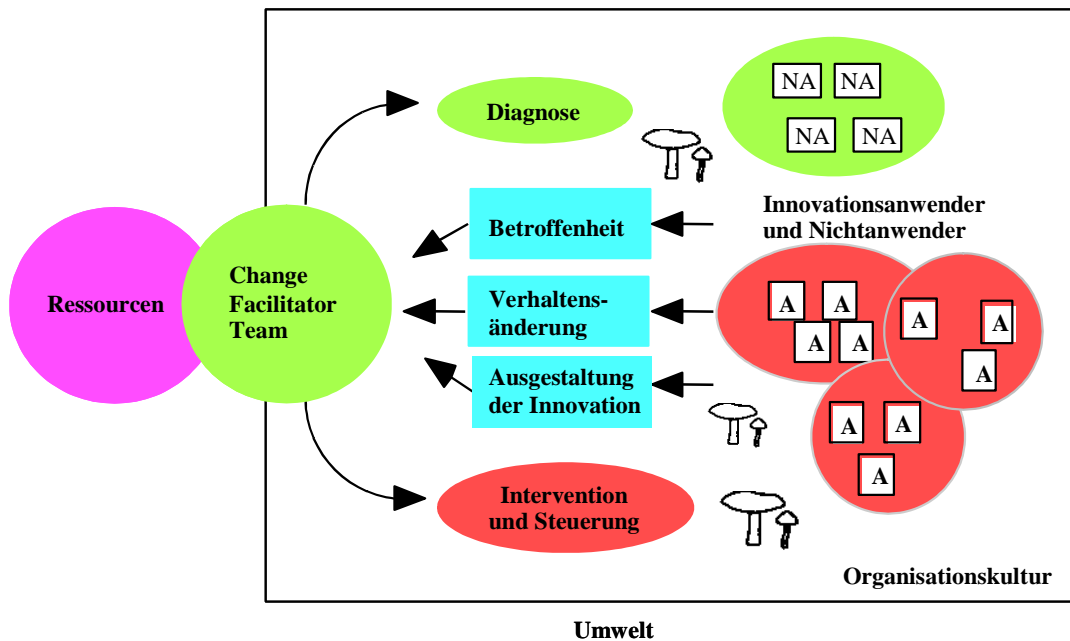 Diagnose
NA NA
NA NA
Innovationsanwender
und Nichtanwender
Betroffenheit
Ressourcen
Change
Facilitator
Team
Verhaltens-
änderung
A A
A A
A A
A
Ausgestaltung
der Innovation
A A
A
Intervention
und Steuerung
Organisationskultur
Umwelt